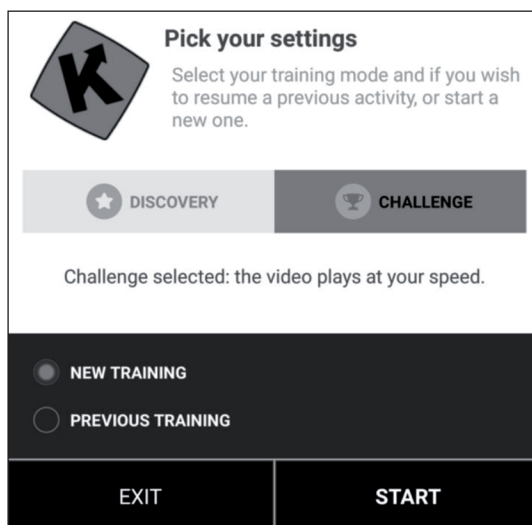 Pick your settings
Select your training mode and if you wish
to resume a previous activity, or start a
new one.
DISCOVERY
CHALLENGE
Challenge selected: the video plays at your speed.
NEW TRAINING
PREVIOUS TRAINING
EXIT
START